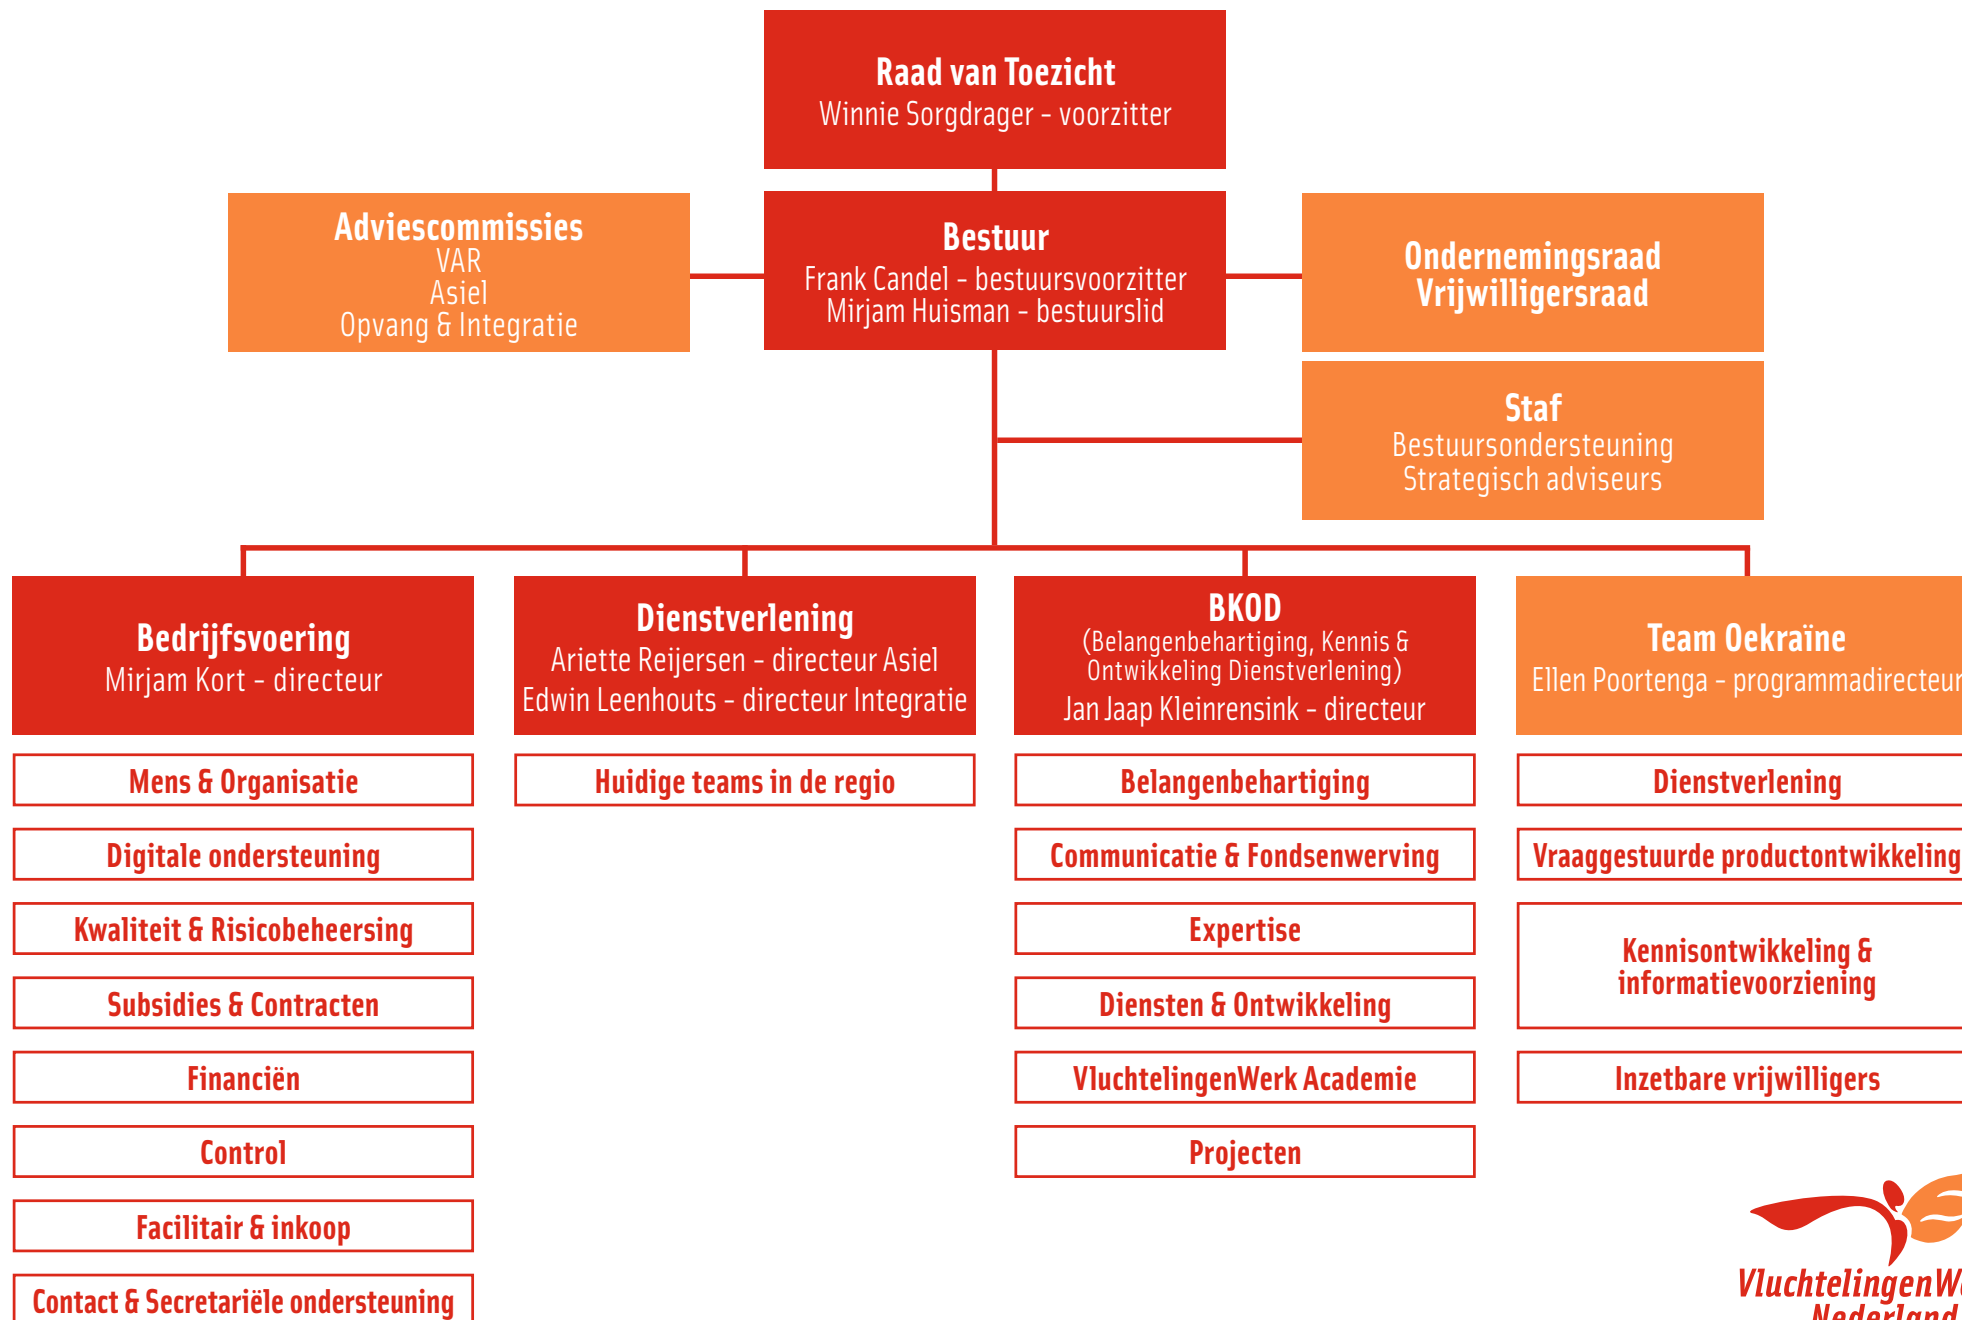 Raad van Toezicht
Winnie Sorgdrager – voorzitter
Adviescommissies
VAR
Asiel
Opvang & Integratie
Bestuur
Frank Candel – bestuursvoorzitter
Mirjam Huisman – bestuurslid
Ondernemingsraad
Vrijwilligersraad
Staf
Bestuursondersteuning
Strategisch adviseurs
Bedrijfsvoering
Mirjam Kort – directeur
Mens & Organisatie
Digitale ondersteuning
Kwaliteit & Risicobeheersing
Subsidies & Contracten
Financiën
Control
Facilitair & inkoop
Contact & Secretariële ondersteuning
Dienstverlening
Ariette Reijersen – directeur Asiel
Edwin Leenhouts – directeur Integratie
Huidige teams in de regio
BKOD
(Belangenbehartiging, Kennis &
Ontwikkeling Dienstverlening)
Jan Jaap Kleinrensink – directeur
Belangenbehartiging
Communicatie & Fondsenwerving
Expertise
Diensten & Ontwikkeling
VluchtelingenWerk Academie
Projecten
Team Oekraïne
Ellen Poortenga – programmadirecteur
Dienstverlening
Vraaggestuurde productontwikkeling
Kennisontwikkeling &
informatievoorziening
Inzetbare vrijwilligers
Nederland